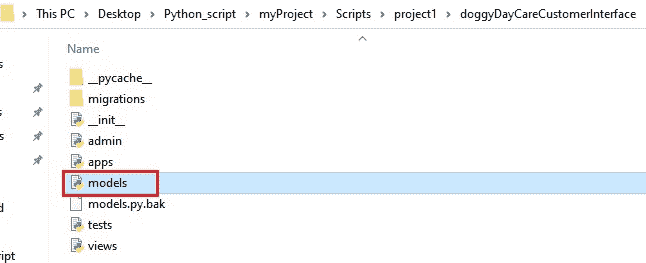 This PC > Desktop > Python_script > myProject > Scripts > project1 > doggyDayCareCustomerInterface
Name
__pycache__
migrations
__init__
admin
apps
models
models.py.bak
tests
views
s
s
d
ript